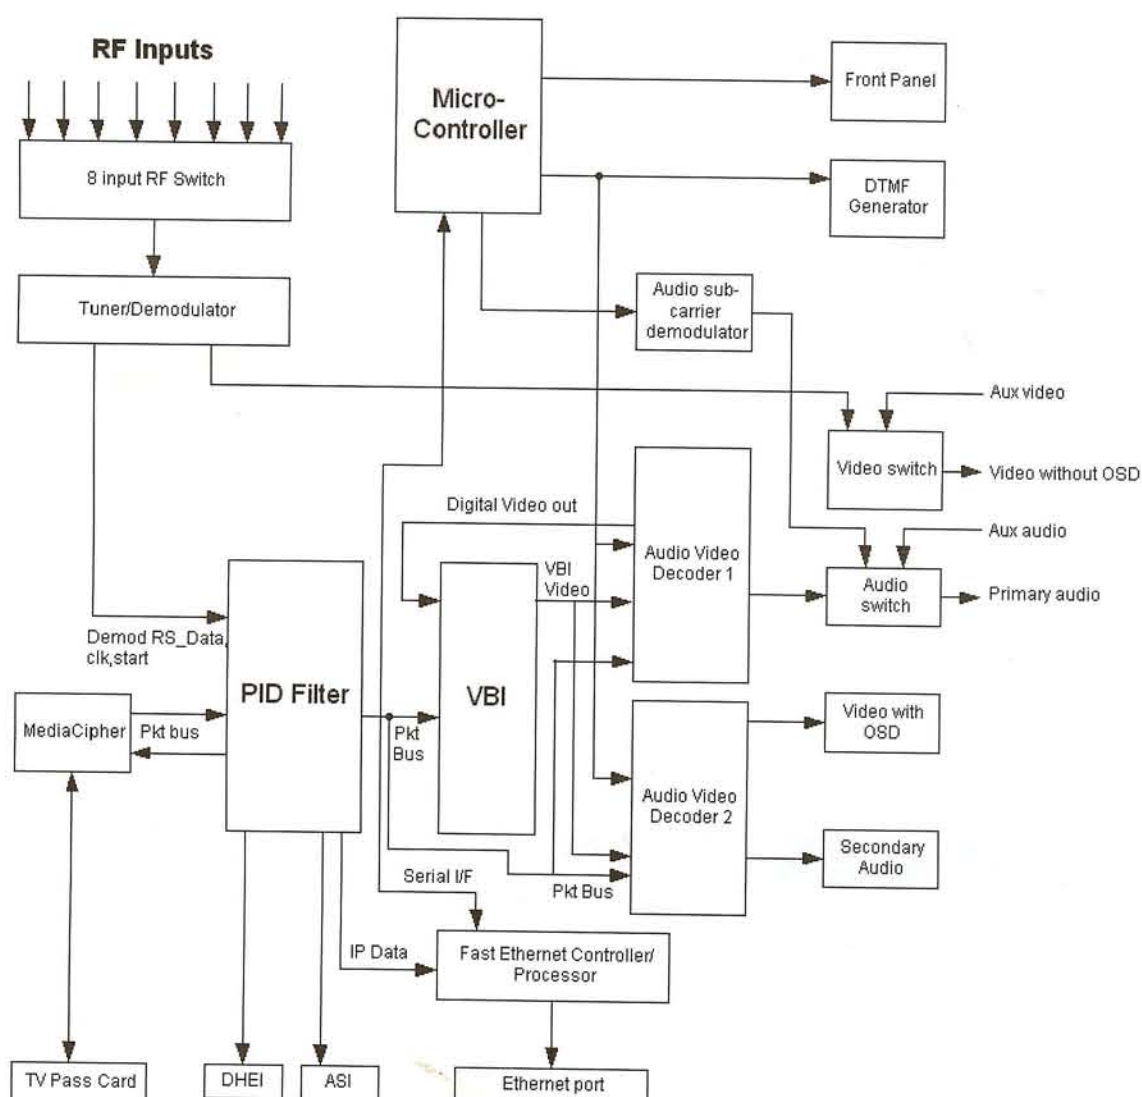 RF Inputs
8 input RF Switch
Tuner/Demodulator
Micro-
Controller
Front Panel
DTMF
Generator
Audio sub-
carrier
demodulator
Aux video
Video switch
Video without OSD
Aux audio
Audio
switch
Primary audio
Digital Video out
Audio Video
Decoder 1
VBI
Video
Demod RS_Data,
clk,start
PID Filter
VBI
MediaCipher
Pkt bus
Pkt
Bus
Video with
OSD
Audio Video
Decoder 2
Secondary
Audio
Serial I/F
Pkt Bus
IP Data
Fast Ethernet Controller/
Processor
TV Pass Card
DHEI
ASI
Ethernet port